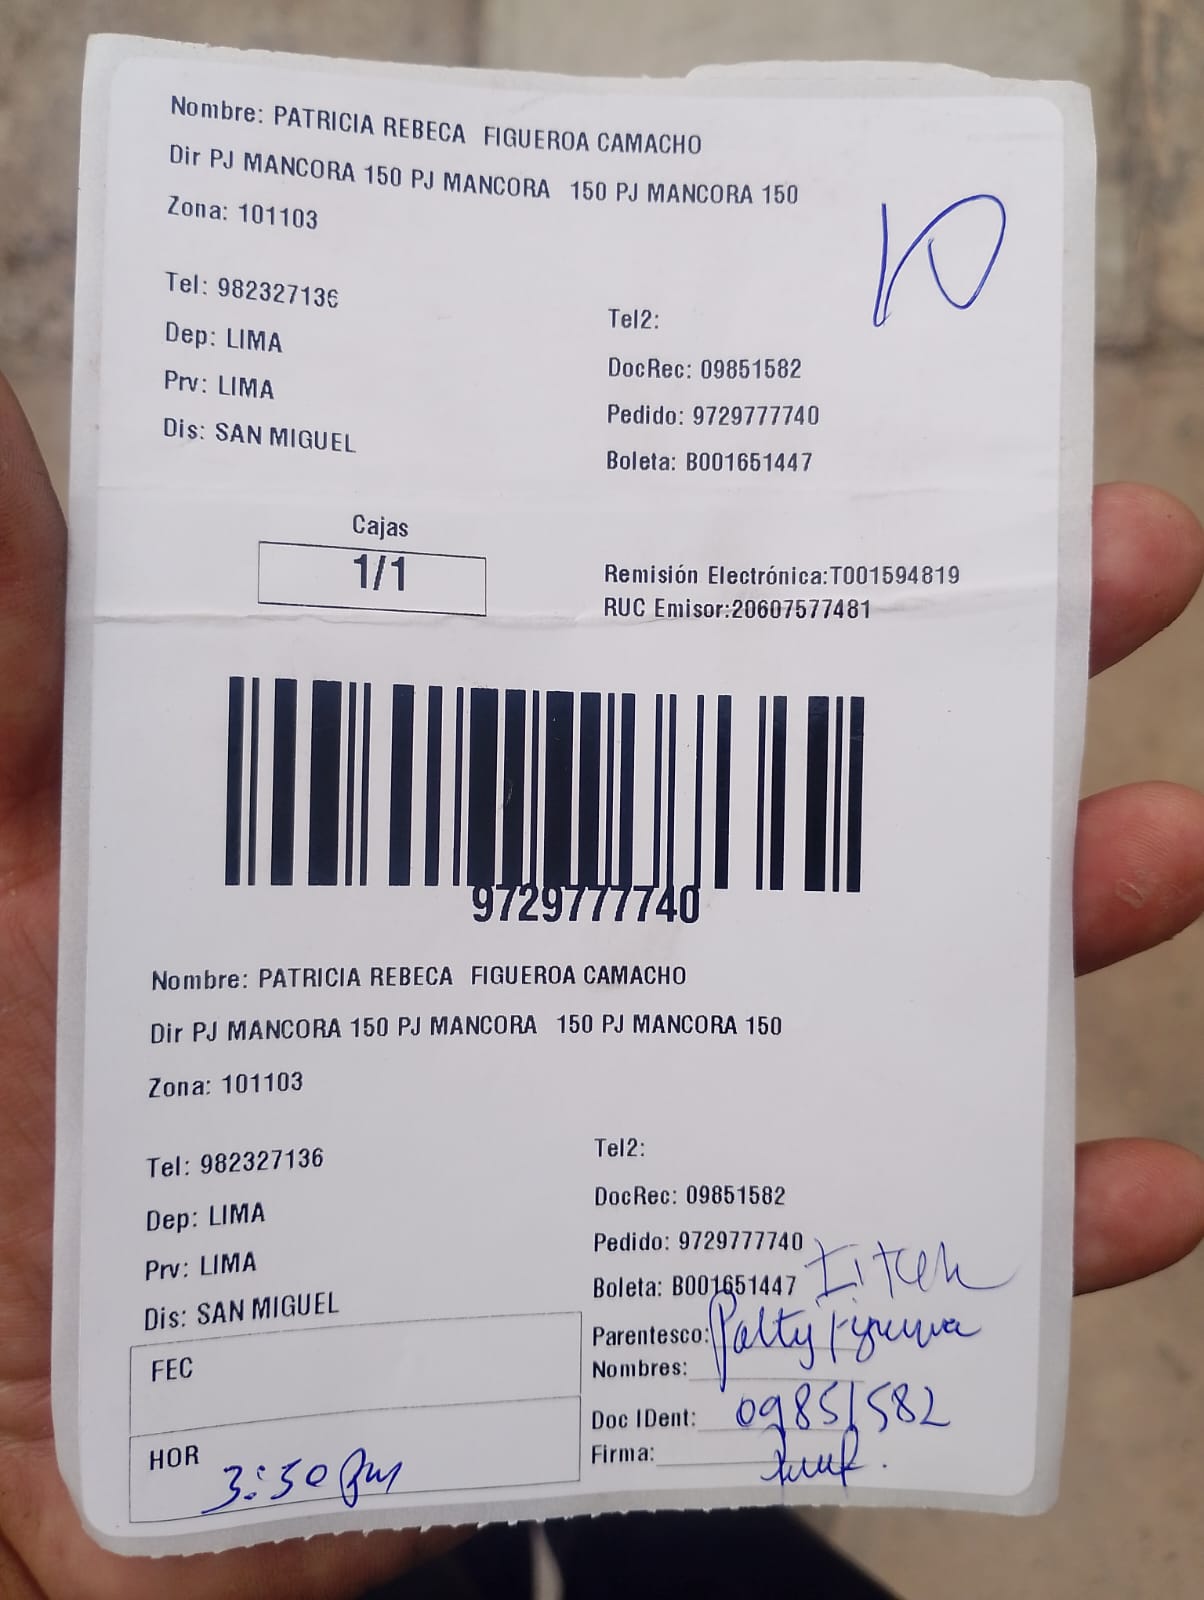 Nombre: PATRICIA REBECA FIGUEROA CAMACHO
Dir PJ MANCORA 150 PJ MANCORA 150 PJ MANCORA 150
Zona: 101103
Tel: 982327136
Tel2:
Dep: LIMA
DocRec: 09851582
Prv: LIMA
Pedido: 9729777740
Dis: SAN MIGUEL
Boleta: B001651447
Cajas
1/1
Remisión Electrónica:T001594819
RUC Emisor:20607577481
9729777740
Nombre: PATRICIA REBECA FIGUEROA CAMACHO
Dir PJ MANCORA 150 PJ MANCORA 150 PJ MANCORA 150
Zona: 101103
Tel: 982327136
Tel2:
DocRec: 09851582
Dep: LIMA
Pedido: 9729777740
Prv: LIMA
Boleta: B001651447
Dis: SAN MIGUEL
Parentesco: Patty Figueroa
Nombres:
FEC
Doc IDent: 09851582
Firma:
HOR 3:50 pm